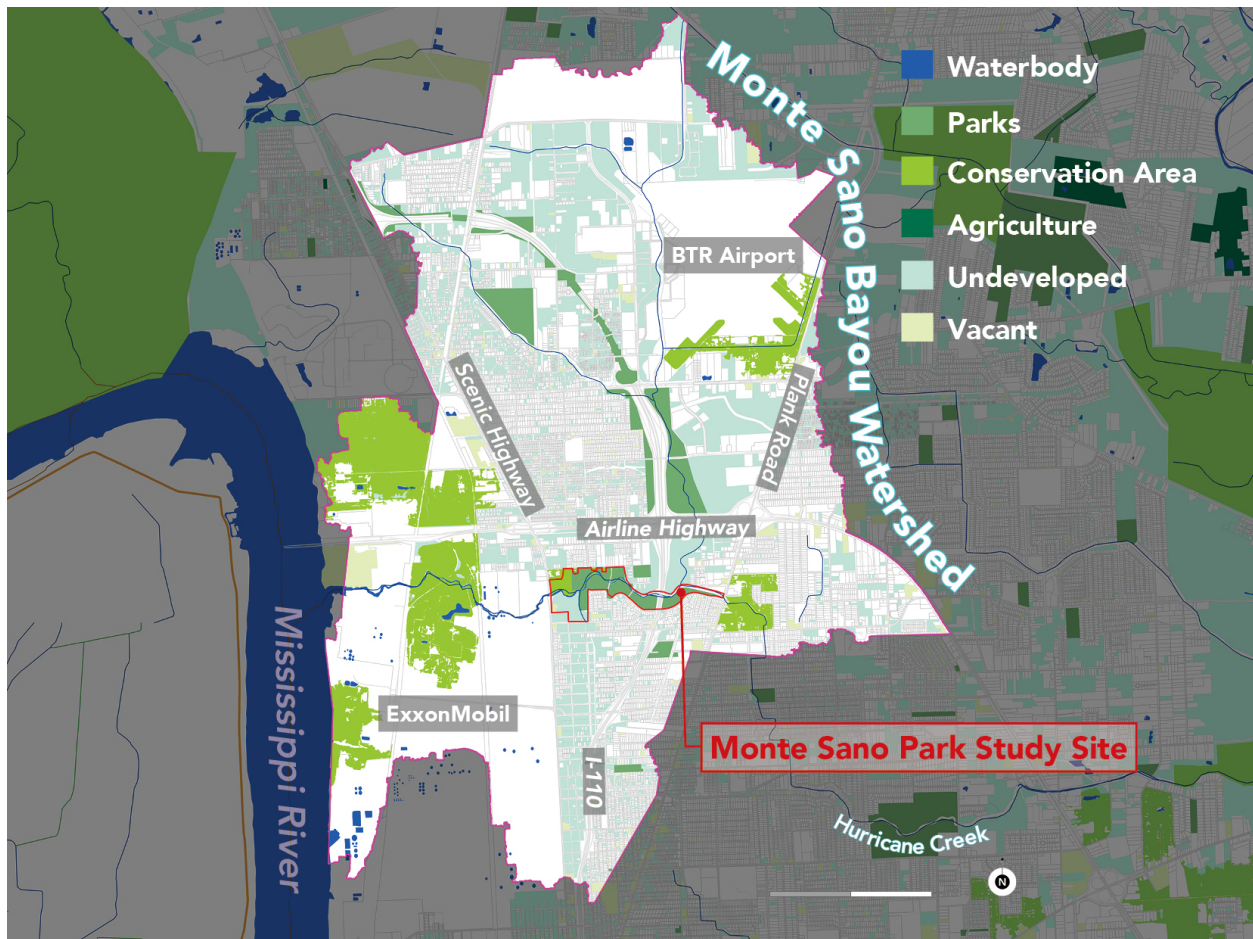 Monte Sano Bayou Watershed
Waterbody
Parks
Conservation Area
Agriculture
Undeveloped
Vacant
BTR Airport
Scenic Highway
Plank Road
Airline Highway
Mississippi River
ExxonMobil
Monte Sano Park Study Site
I-110
Hurricane Creek
N